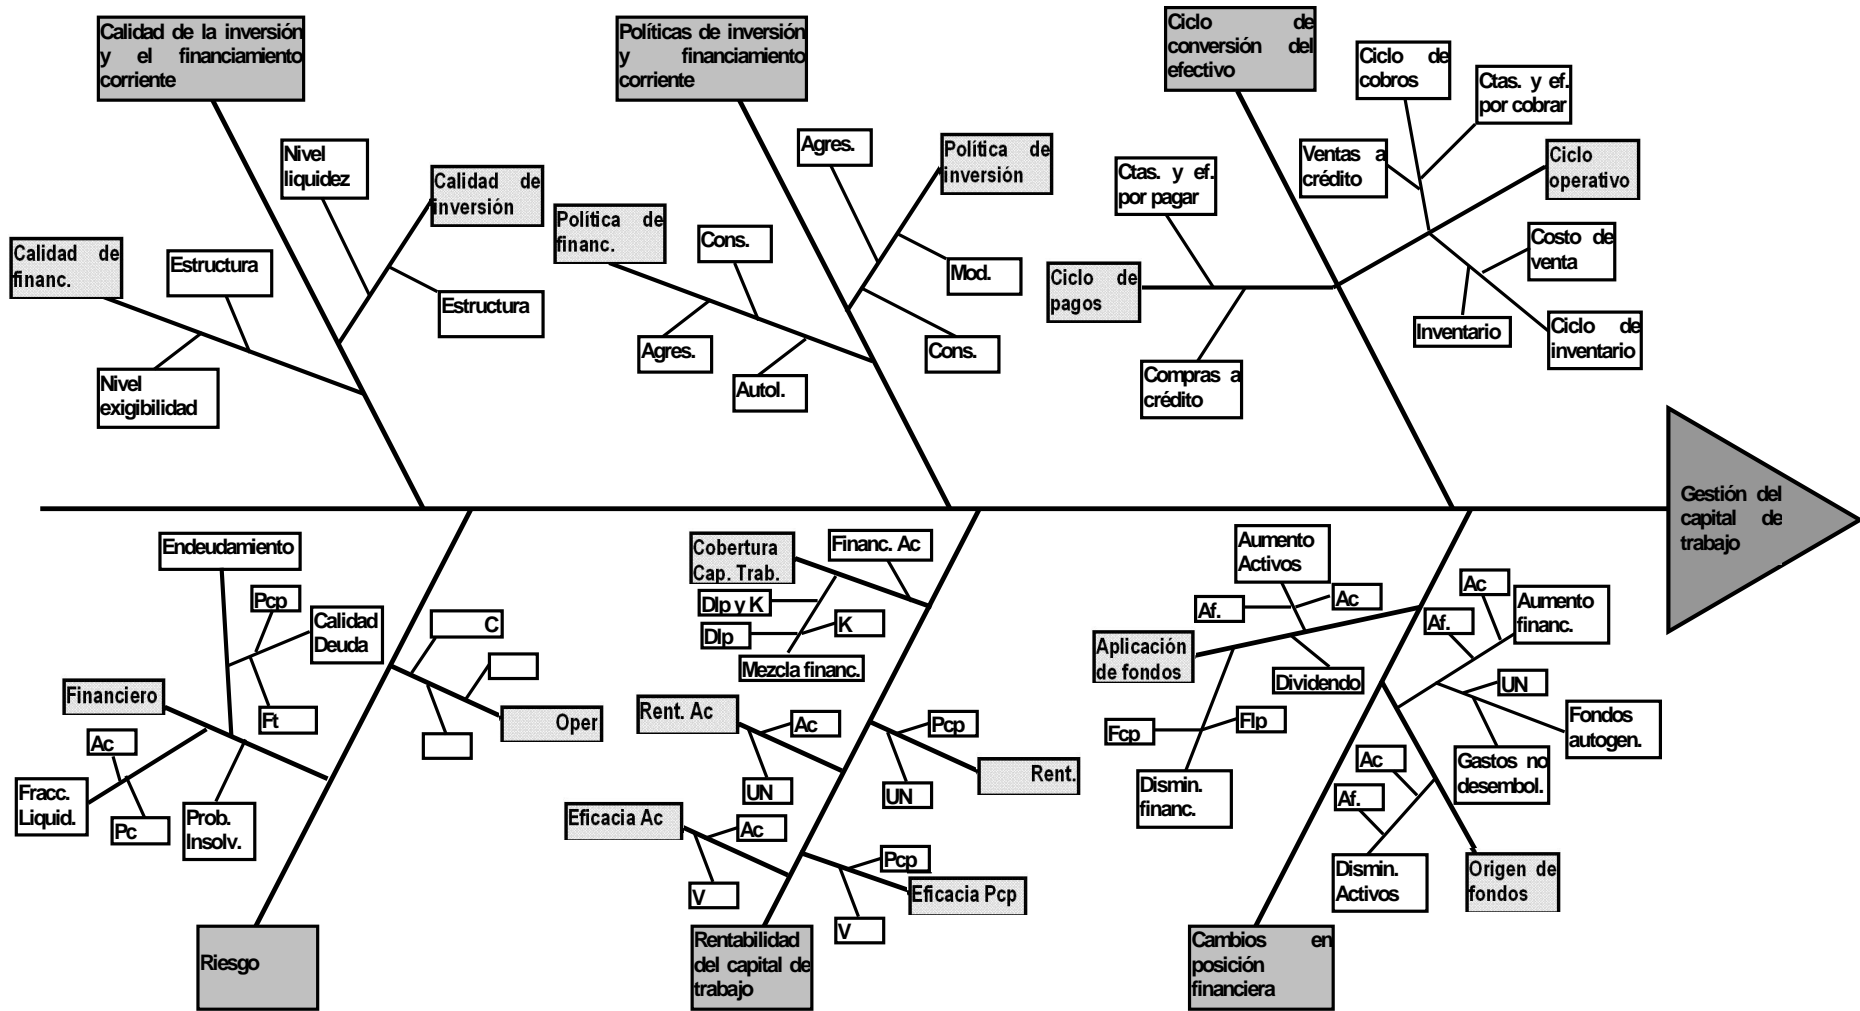 Calidad de la inversión
y el financiamiento
corriente
Políticas de inversión
y financiamiento
corriente
Ciclo de
conversión del
efectivo
Ciclo de
cobros
Ctas. y ef.
por cobrar
Nivel
liquidez
Calidad de
inversión
Agres.
Política de
inversión
Ctas. y ef.
por pagar
Ventas a
crédito
Ciclo
operativo
Calidad de
financ.
Estructura
Estructura
Política de
financ.
Cons.
Mod.
Ciclo de
pagos
Costo de
venta
Nivel
exigibilidad
Agres.
Autol.
Cons.
Compras a
crédito
Inventario
Ciclo de
inventario
Gestión del
capital de
trabajo
Endeudamiento
Pcp
Calidad
Deuda
C
Financiero
Ft
Oper
Ac
Fracc.
Liquid.
Pc
Prob.
Insolv.
Riesgo
Cobertura
Cap. Trab.
Financ. Ac
Dlp y K
Dlp
K
Mezcla financ.
Rent. Ac
Ac
UN
Pcp
UN
Rent.
Eficacia Ac
Ac
V
Pcp
Eficacia Pcp
V
Rentabilidad
del capital de
trabajo
Aumento
Activos
Af.
Ac
Aplicación
de fondos
Dividendo
Fcp
Flp
Dismin.
financ.
Ac
Af.
Aumento
financ.
UN
Fondos
autogen.
Gastos no
desembol.
Ac
Af.
Dismin.
Activos
Origen de
fondos
Cambios en
posición
financiera